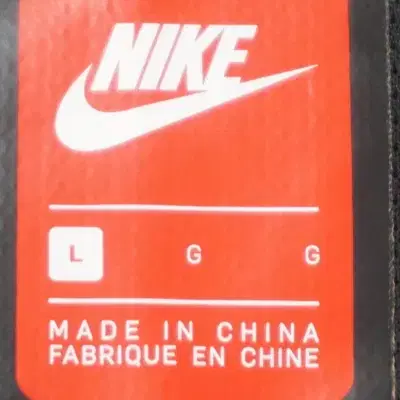 NIKE
L G G
MADE IN CHINA
FABRIQUE EN CHINE